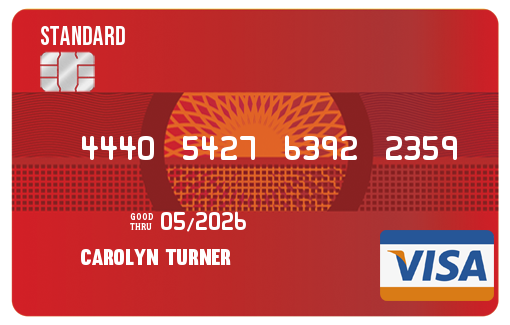 STANDARD
4440 5427 6392 2359
GOOD THRU 05/2026
CAROLYN TURNER
VISA